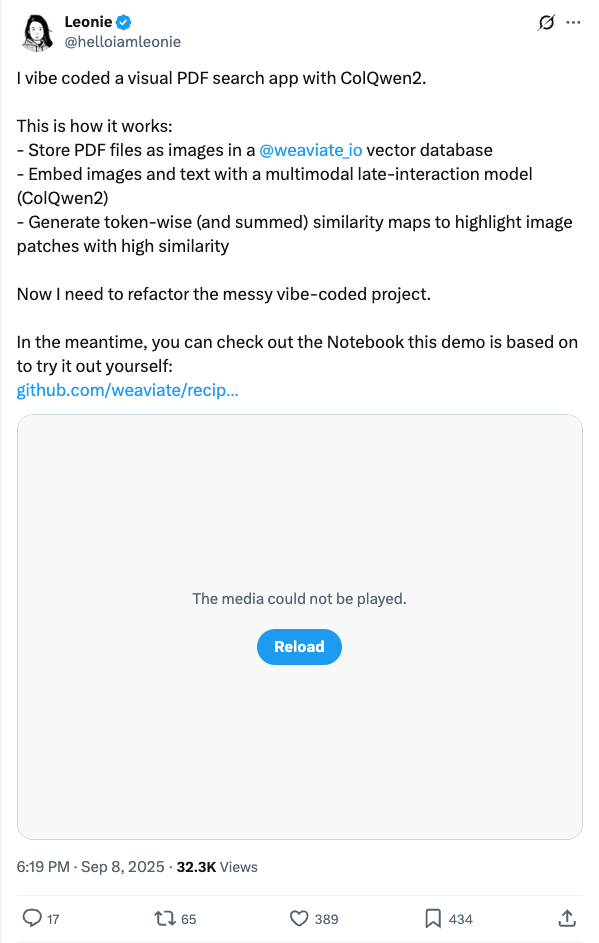 Leonie
@helloiamleonie
I vibe coded a visual PDF search app with ColQwen2.
This is how it works:
- Store PDF files as images in a @weaviate_io vector database
- Embed images and text with a multimodal late-interaction model
(ColQwen2)
- Generate token-wise (and summed) similarity maps to highlight image
patches with high similarity
Now I need to refactor the messy vibe-coded project.
In the meantime, you can check out the Notebook this demo is based on
to try it out yourself:
github.com/weaviate/recip...
The media could not be played.
Reload
6:19 PM · Sep 8, 2025 · 32.3K Views
17 65 389 434